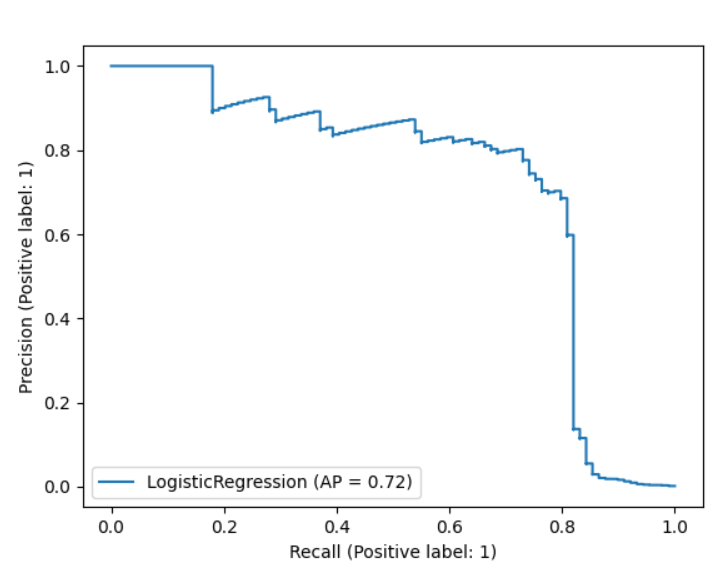 1.0
0.8
0.6
0.4
0.2
0.0
Precision (Positive label: 1)
LogisticRegression (AP = 0.72)
0.0 0.2 0.4 0.6 0.8 1.0
Recall (Positive label: 1)